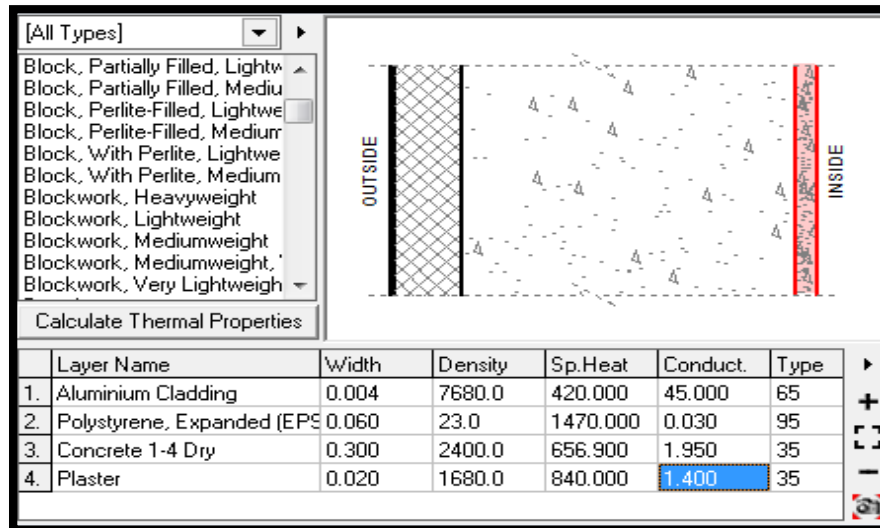 [All Types]
Block, Partially Filled, Lightw
Block, Partially Filled, Mediu
Block, Perlite-Filled, Lightwe
Block, Perlite-Filled, Medium
Block, With Perlite, Lightwe
Block, With Perlite, Medium
Blockwork, Heavyweight
Blockwork, Lightweight
Blockwork, Mediumweight
Blockwork, Mediumweight,
Blockwork, Very Lightweigh
Calculate Thermal Properties
OUTSIDE
INSIDE
Layer Name Width Density Sp.Heat Conduct. Type
1. Aluminium Cladding 0.004 7680.0 420.000 45.000 65
2. Polystyrene, Expanded (EPS 0.060 23.0 1470.000 0.030 95
3. Concrete 1-4 Dry 0.300 2400.0 656.900 1.950 35
4. Plaster 0.020 1680.0 840.000 1.400 35